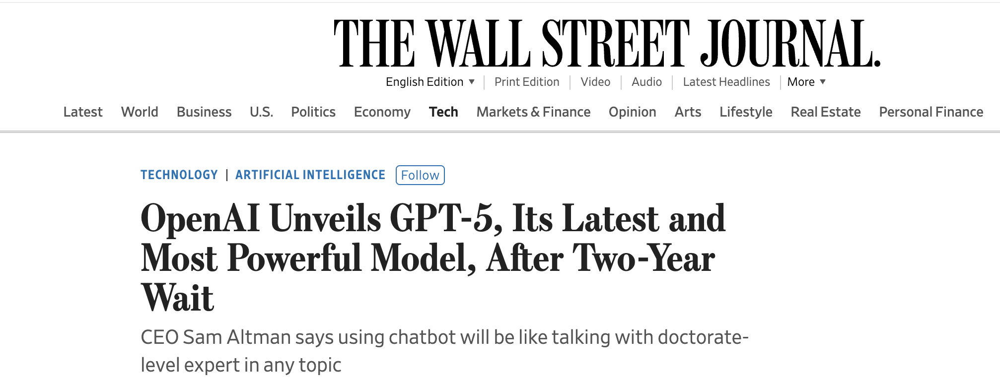 THE WALL STREET JOURNAL.
English Edition ▼ | Print Edition | Video | Audio | Latest Headlines | More ▼
Latest World Business U.S. Politics Economy Tech Markets & Finance Opinion Arts Lifestyle Real Estate Personal Finance
TECHNOLOGY | ARTIFICIAL INTELLIGENCE Follow
OpenAI Unveils GPT-5, Its Latest and
Most Powerful Model, After Two-Year
Wait
CEO Sam Altman says using chatbot will be like talking with doctorate-
level expert in any topic